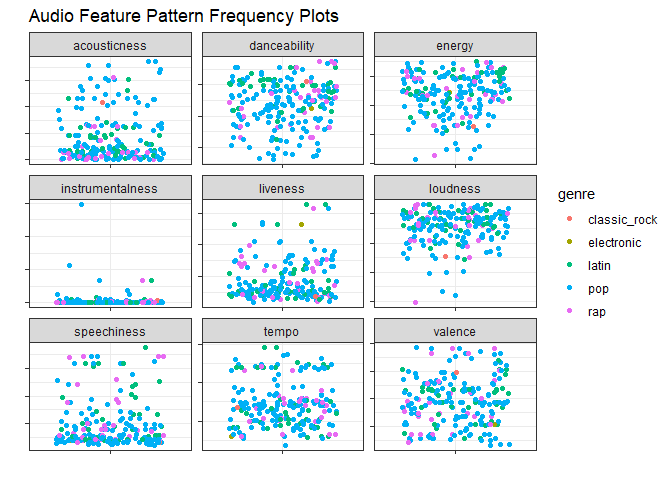 Audio Feature Pattern Frequency Plots
acousticness
danceability
energy
instrumentalness
liveness
loudness
speechiness
tempo
valence
genre
classic_rock
electronic
latin
pop
rap